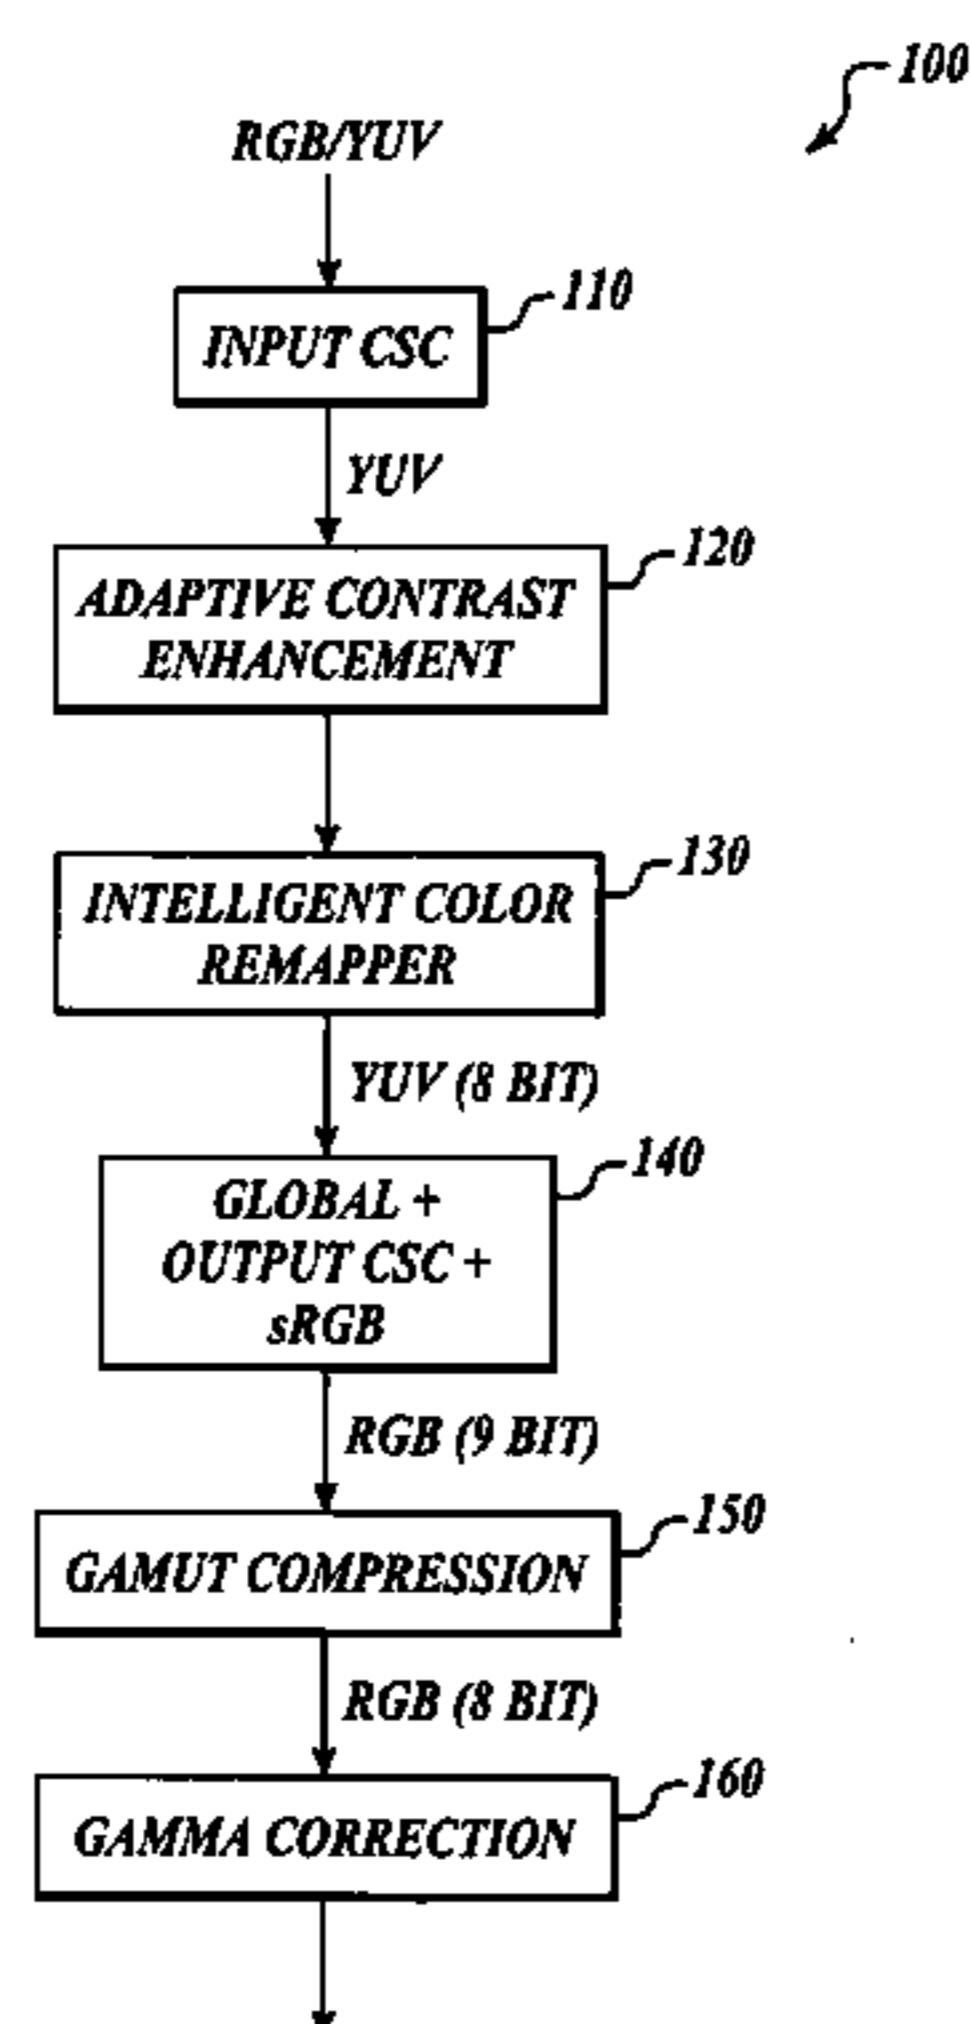 100
RGB/YUV
110
INPUT CSC
YUV
120
ADAPTIVE CONTRAST
ENHANCEMENT
130
INTELLIGENT COLOR
REMAPPER
YUV (8 BIT)
140
GLOBAL +
OUTPUT CSC +
sRGB
RGB (9 BIT)
150
GAMUT COMPRESSION
RGB (8 BIT)
160
GAMMA CORRECTION